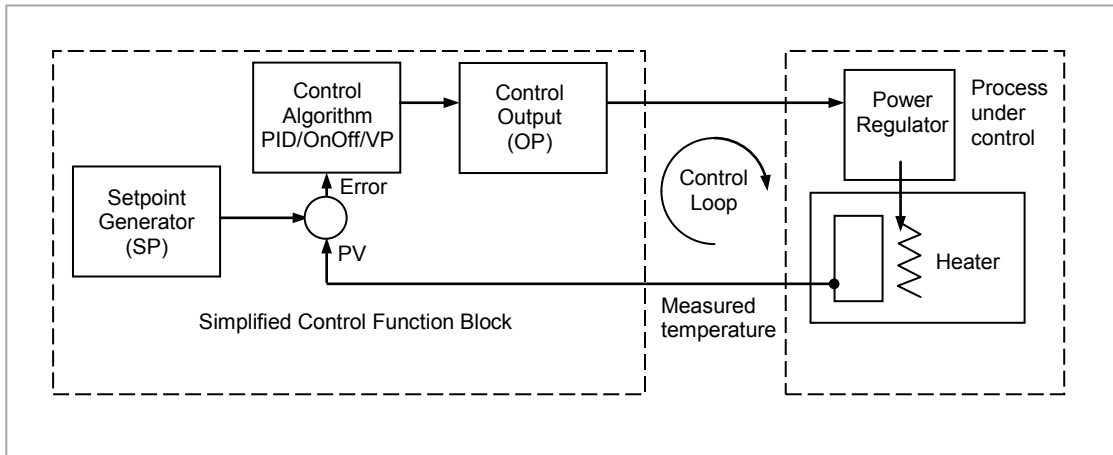 Control
Algorithm
PID/OnOff/VP
Control
Output
(OP)
Power
Regulator
Process
under
control
Setpoint
Generator
(SP)
Error
PV
Control
Loop
Heater
Measured
temperature
Simplified Control Function Block